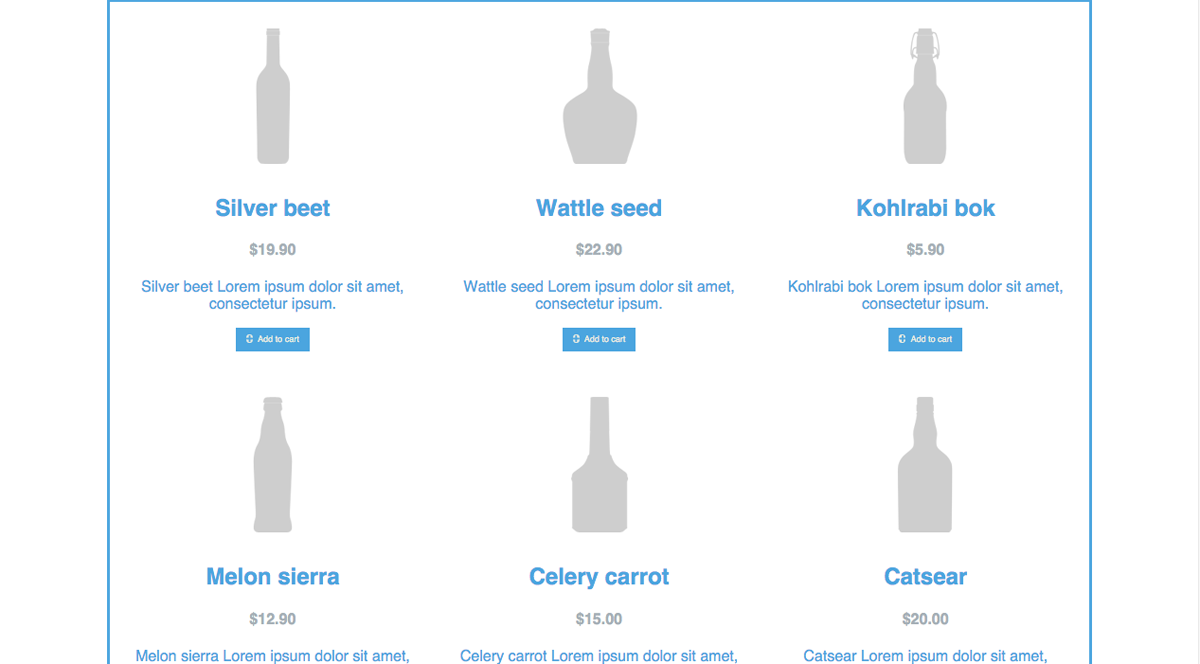 Silver beet
Wattle seed
Kohlrabi bok
$19.90
$22.90
$5.90
Silver beet Lorem ipsum dolor sit amet,
consectetur ipsum.
Wattle seed Lorem ipsum dolor sit amet,
consectetur ipsum.
Kohlrabi bok Lorem ipsum dolor sit amet,
consectetur ipsum.
Add to cart
Add to cart
Add to cart
Melon sierra
Celery carrot
Catsear
$12.90
$15.00
$20.00
Melon sierra Lorem ipsum dolor sit amet,
Celery carrot Lorem ipsum dolor sit amet,
Catsear Lorem ipsum dolor sit amet,